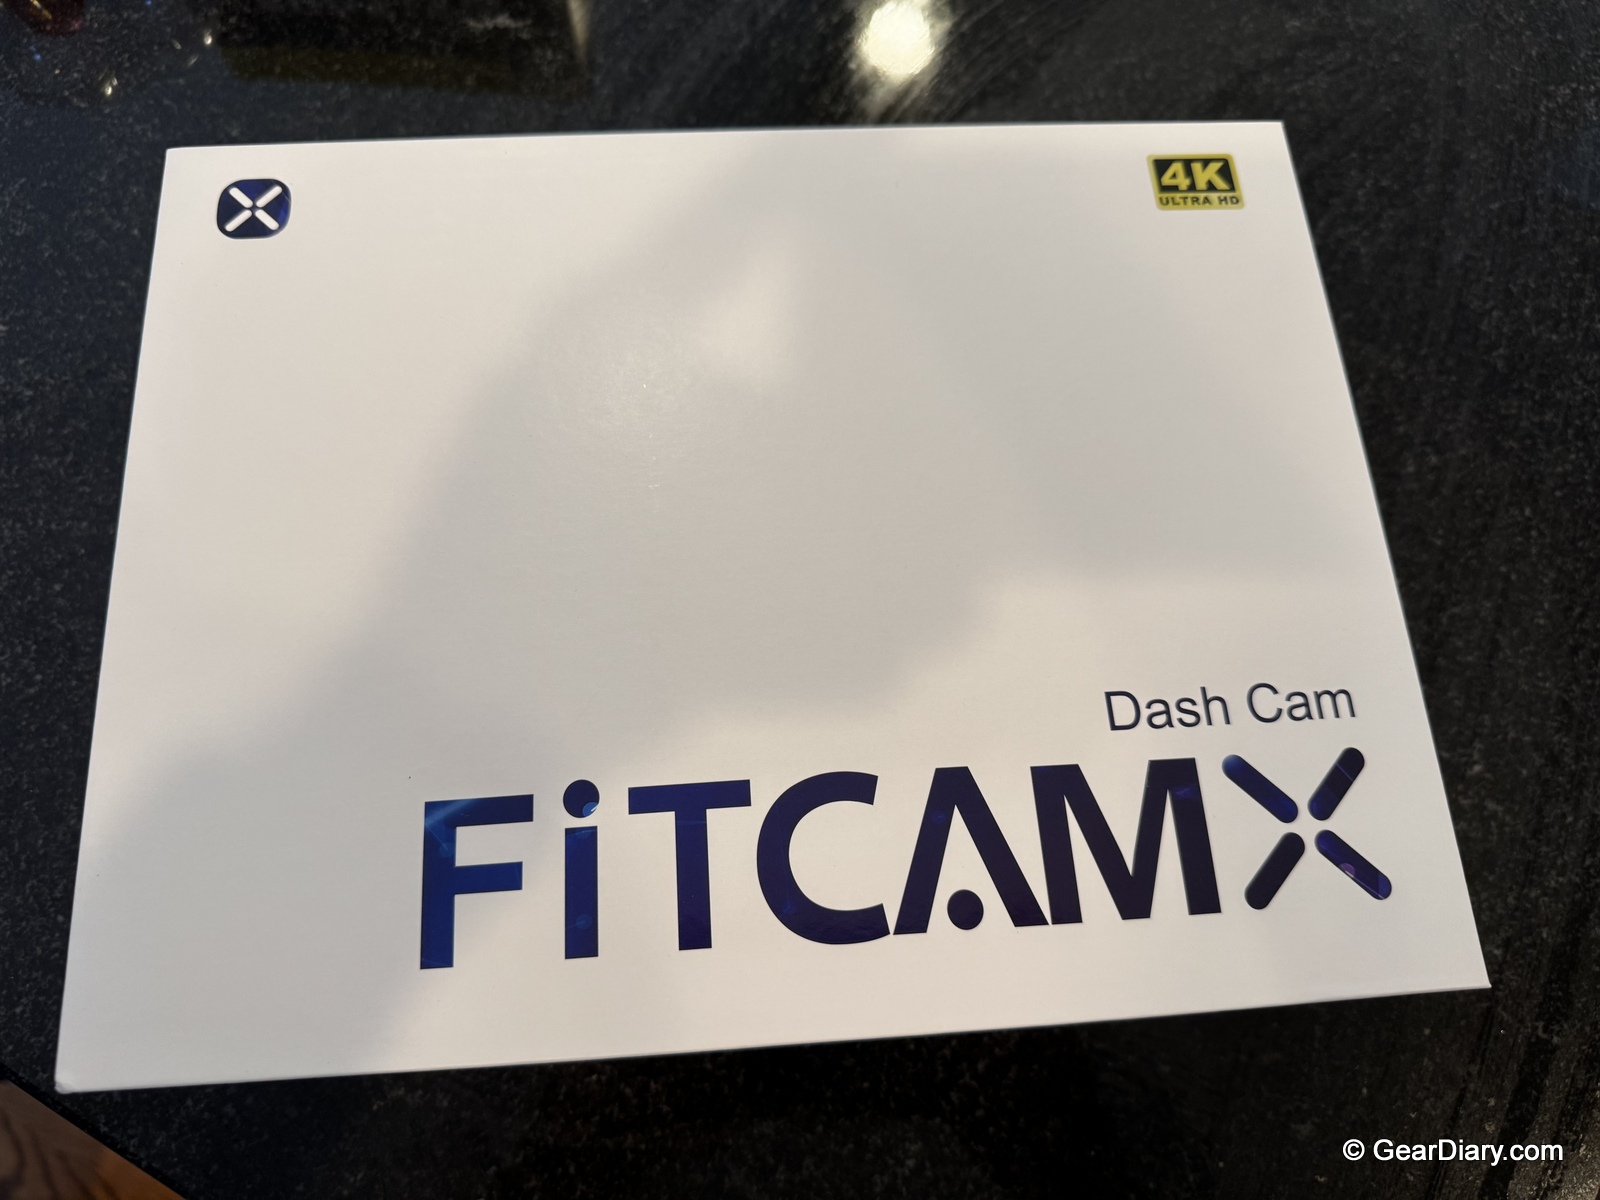 4K
ULTRA HD
Dash Cam
FiTCAMX
© GearDiary.com